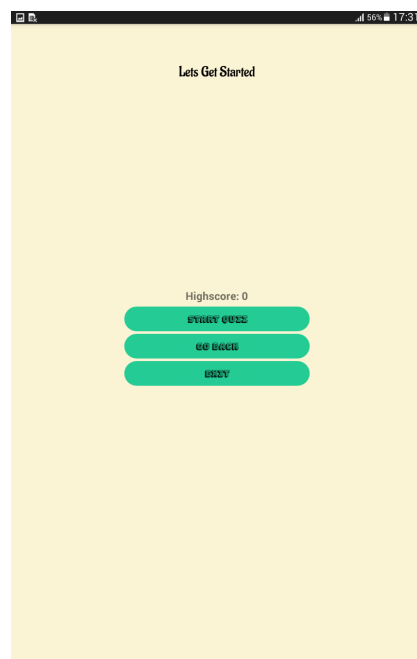 56% 17:31
Lets Get Started
Highscore: 0
START QUIZ
GO BACK
EXIT